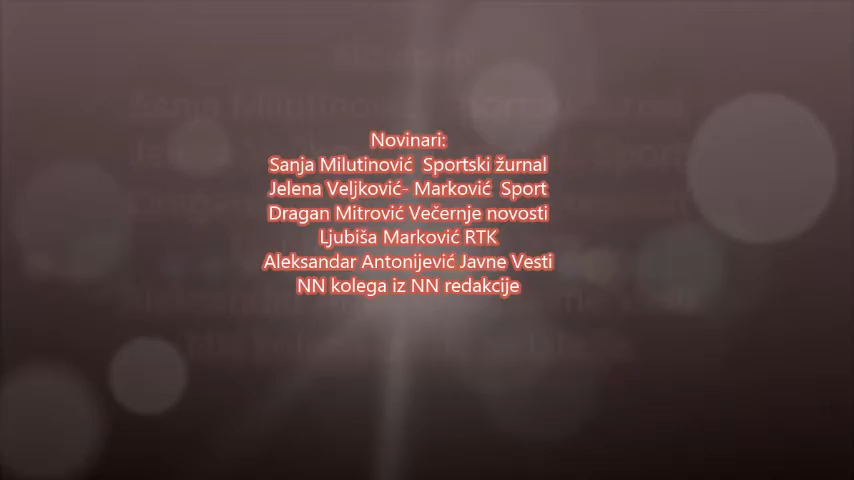 Novinari:
Sanja Milutinović  Sportski žurnal
Jelena Veljković- Marković  Sport
Dragan Mitrović Večernje novosti
Ljubiša Marković RTK
Aleksandar Antonijević Javne Vesti
NN kolega iz NN redakcije